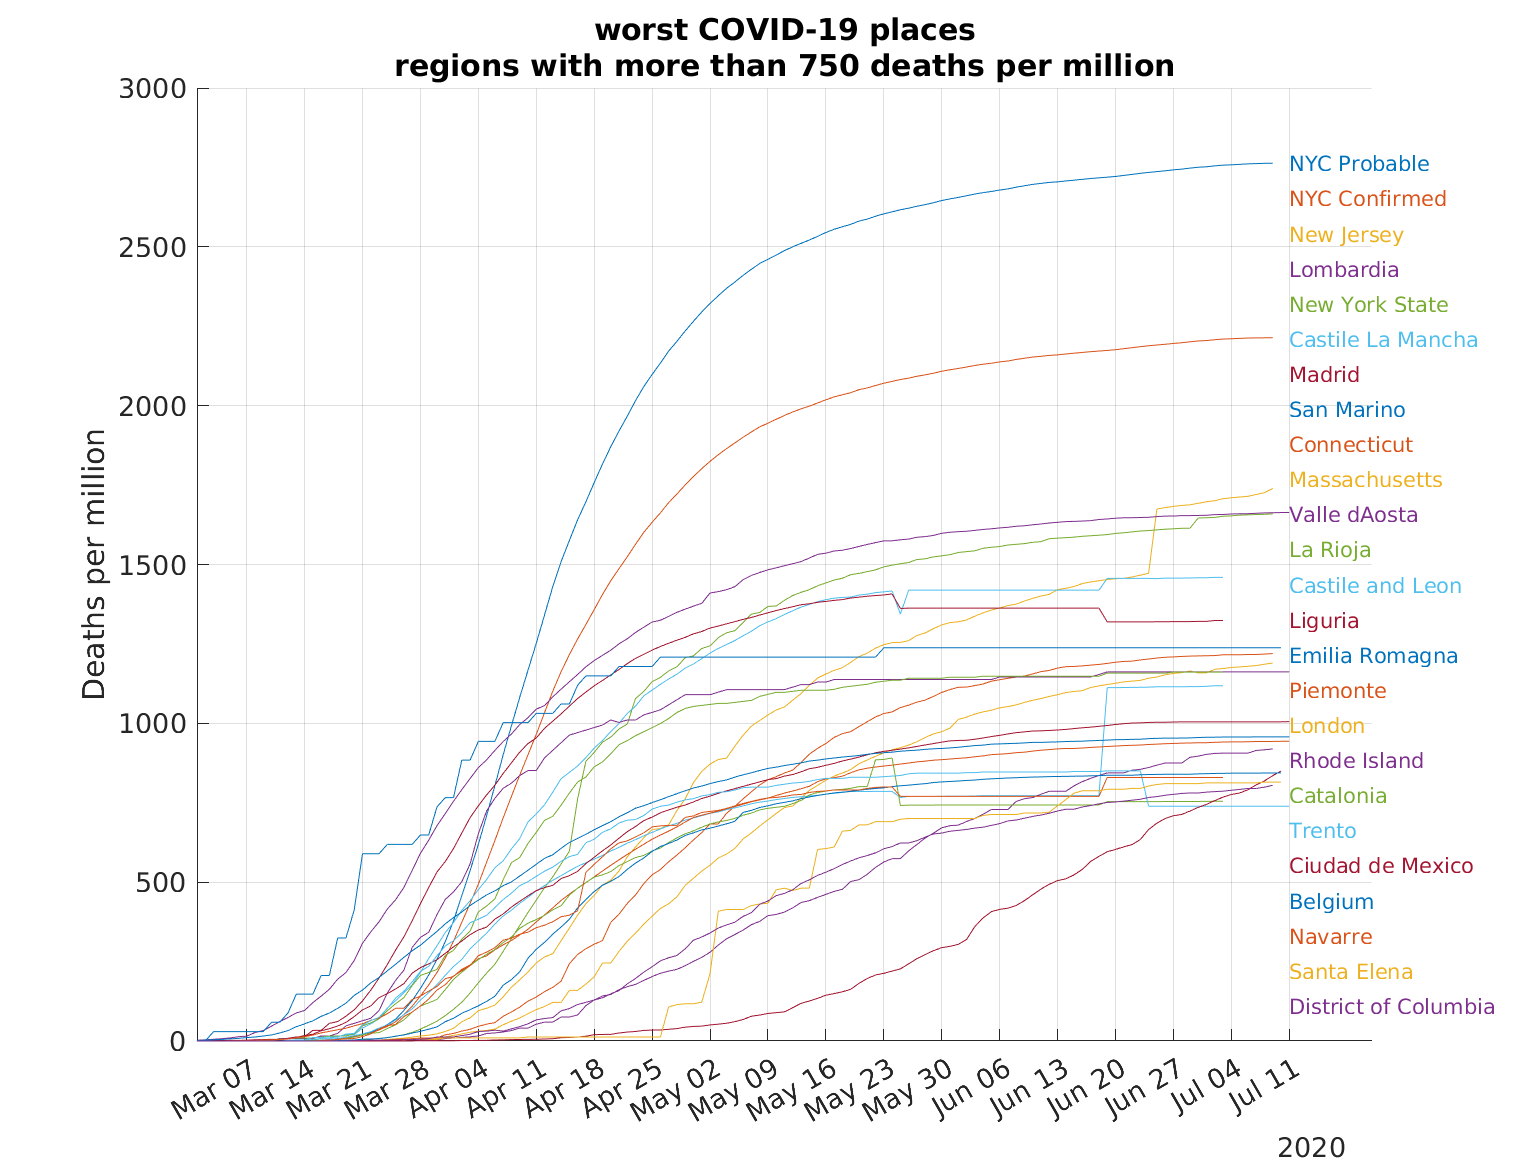 worst COVID-19 places
regions with more than 750 deaths per million
Deaths per million
3000
2500
2000
1500
1000
500
0
NYC Probable
NYC Confirmed
New Jersey
Lombardia
New York State
Castile La Mancha
Madrid
San Marino
Connecticut
Massachusetts
Valle dAosta
La Rioja
Castile and Leon
Liguria
Emilia Romagna
Piemonte
London
Rhode Island
Catalonia
Trento
Ciudad de Mexico
Belgium
Navarre
Santa Elena
District of Columbia
Mar 07
Mar 14
Mar 21
Mar 28
Apr 04
Apr 11
Apr 18
Apr 25
May 02
May 09
May 16
May 23
May 30
Jun 06
Jun 13
Jun 20
Jun 27
Jul 04
Jul 11
2020